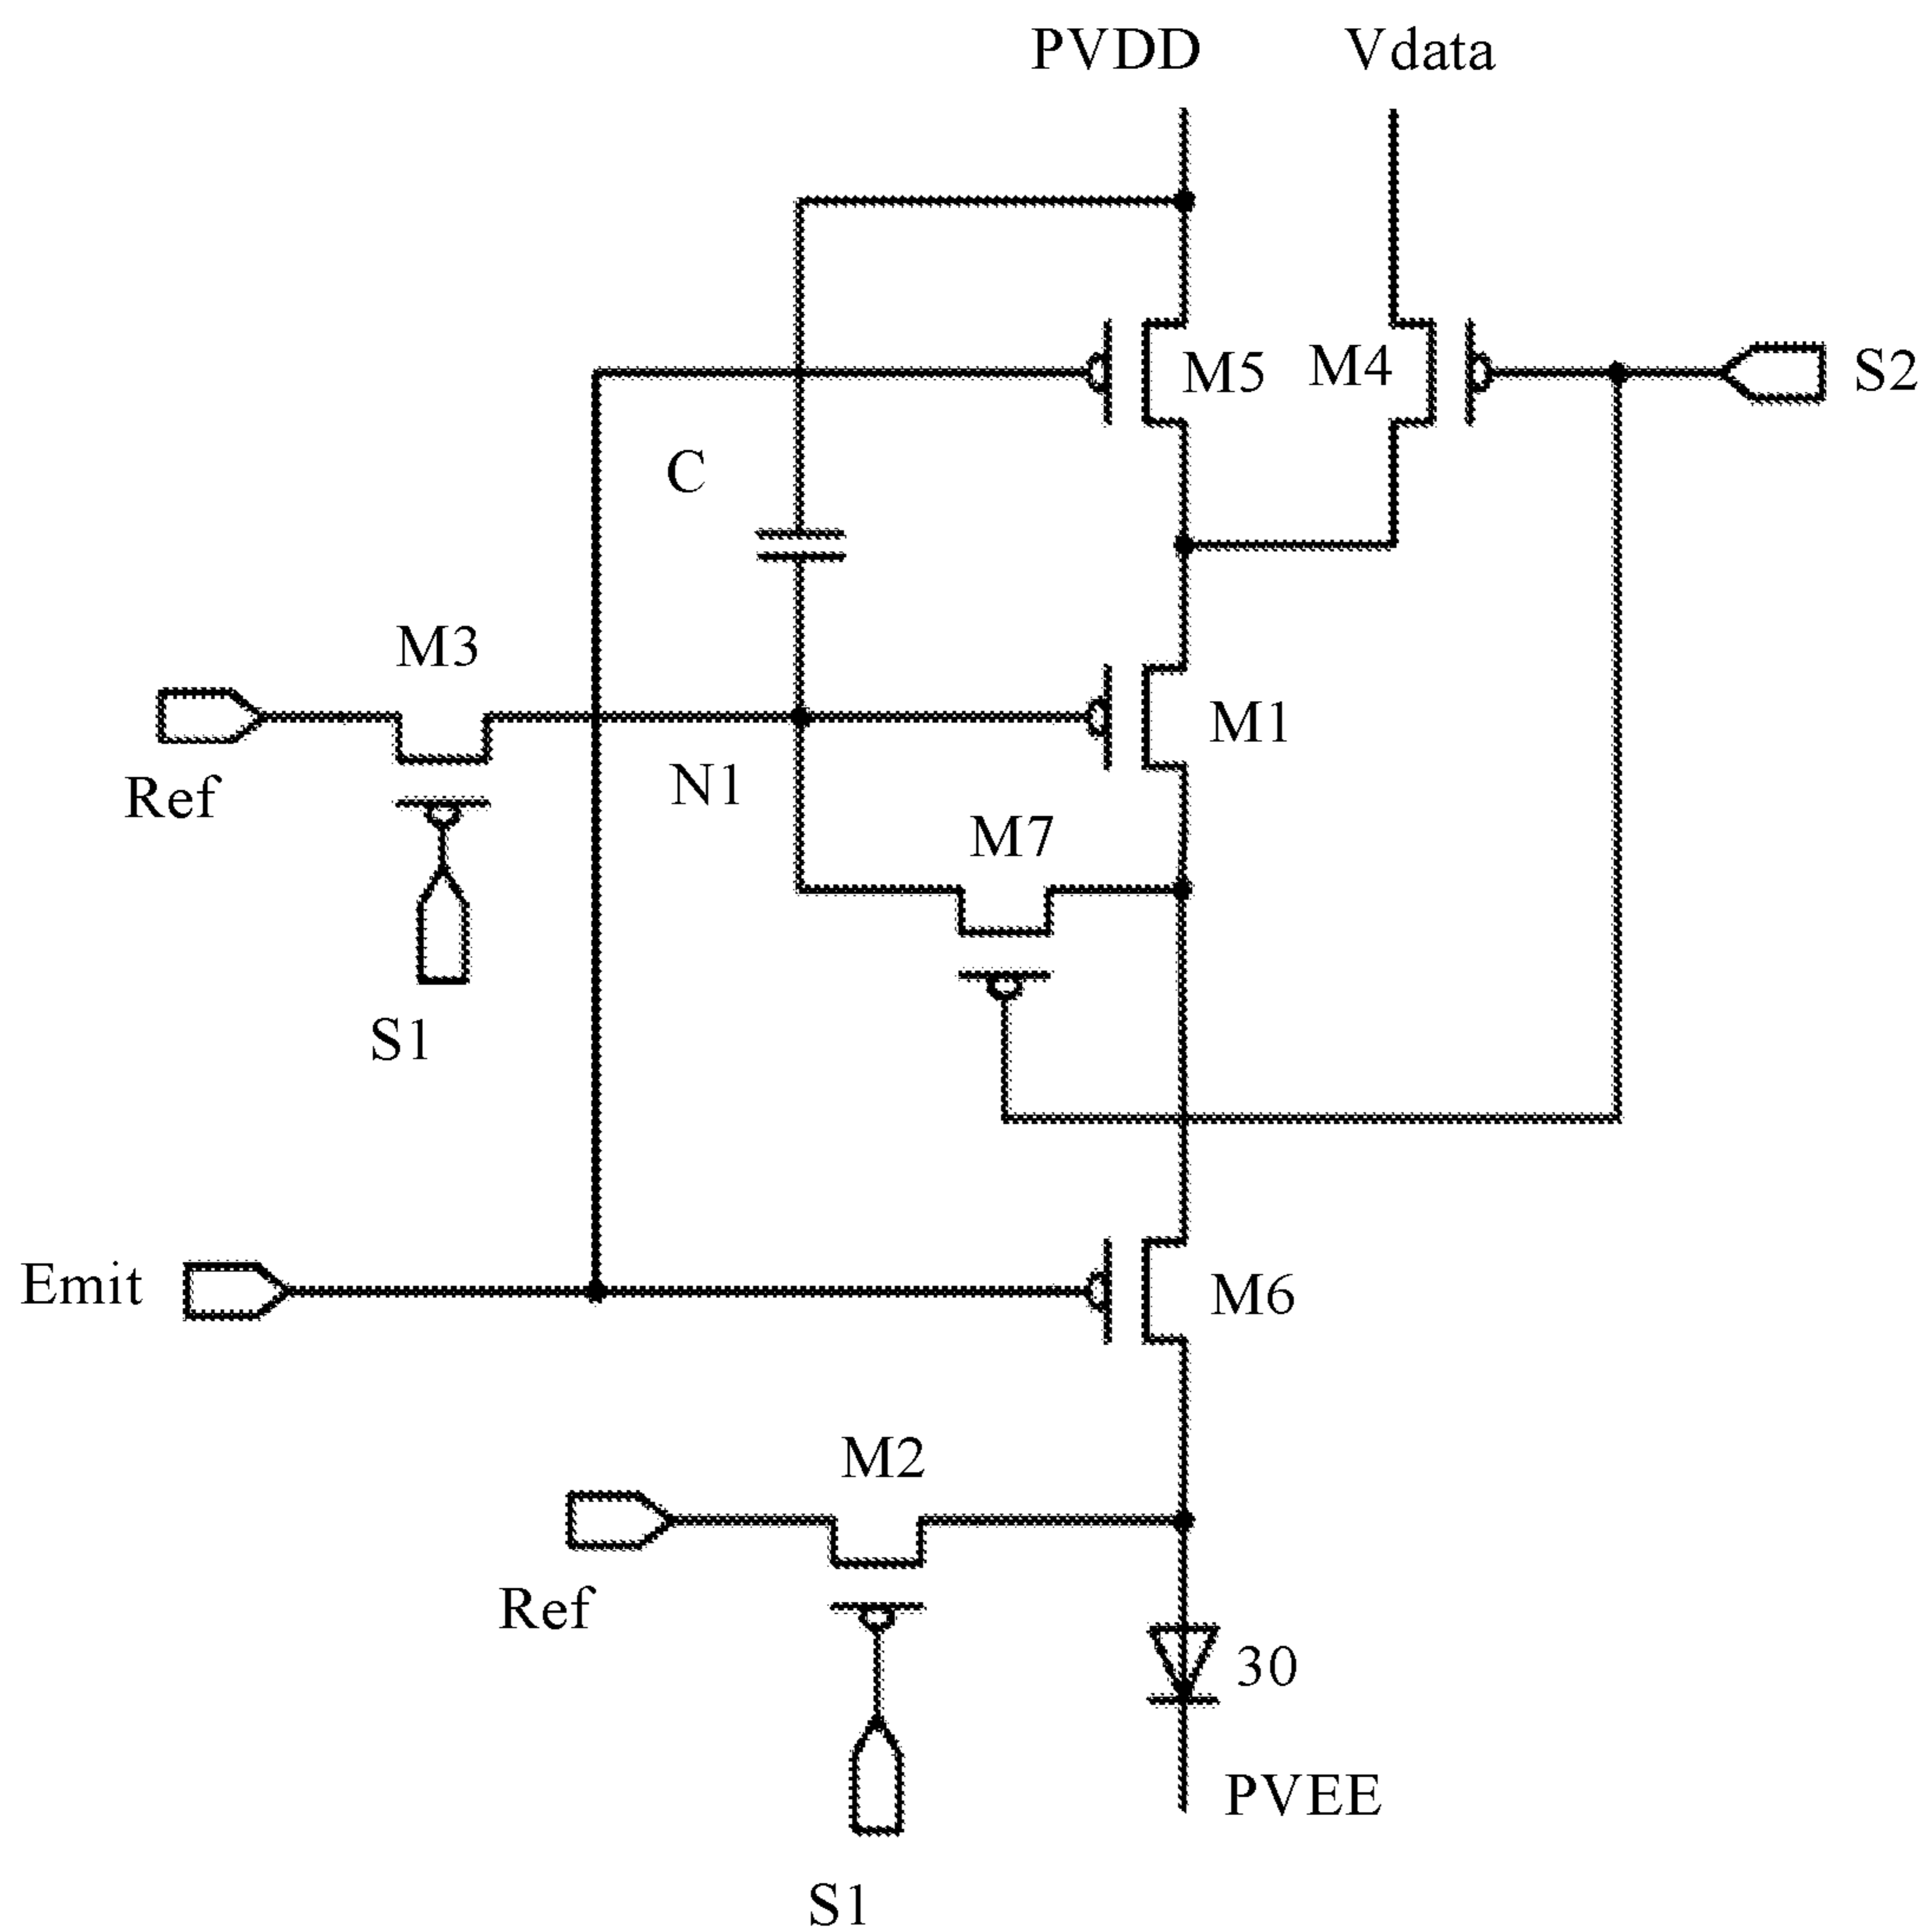 PVDD Vdata
M5 M4 S2
C
M3
M1
Ref N1
M7
S1
Emit M6
M2
Ref
30
PVEE
S1